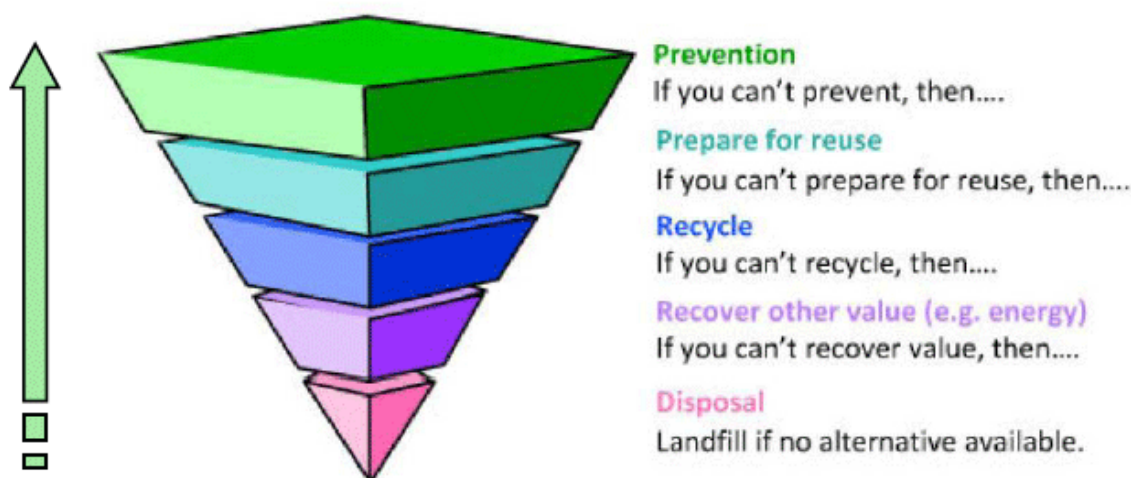 Prevention
If you can't prevent, then....
Prepare for reuse
If you can't prepare for reuse, then....
Recycle
If you can't recycle, then....
Recover other value (e.g. energy)
If you can't recover value, then....
Disposal
Landfill if no alternative available.